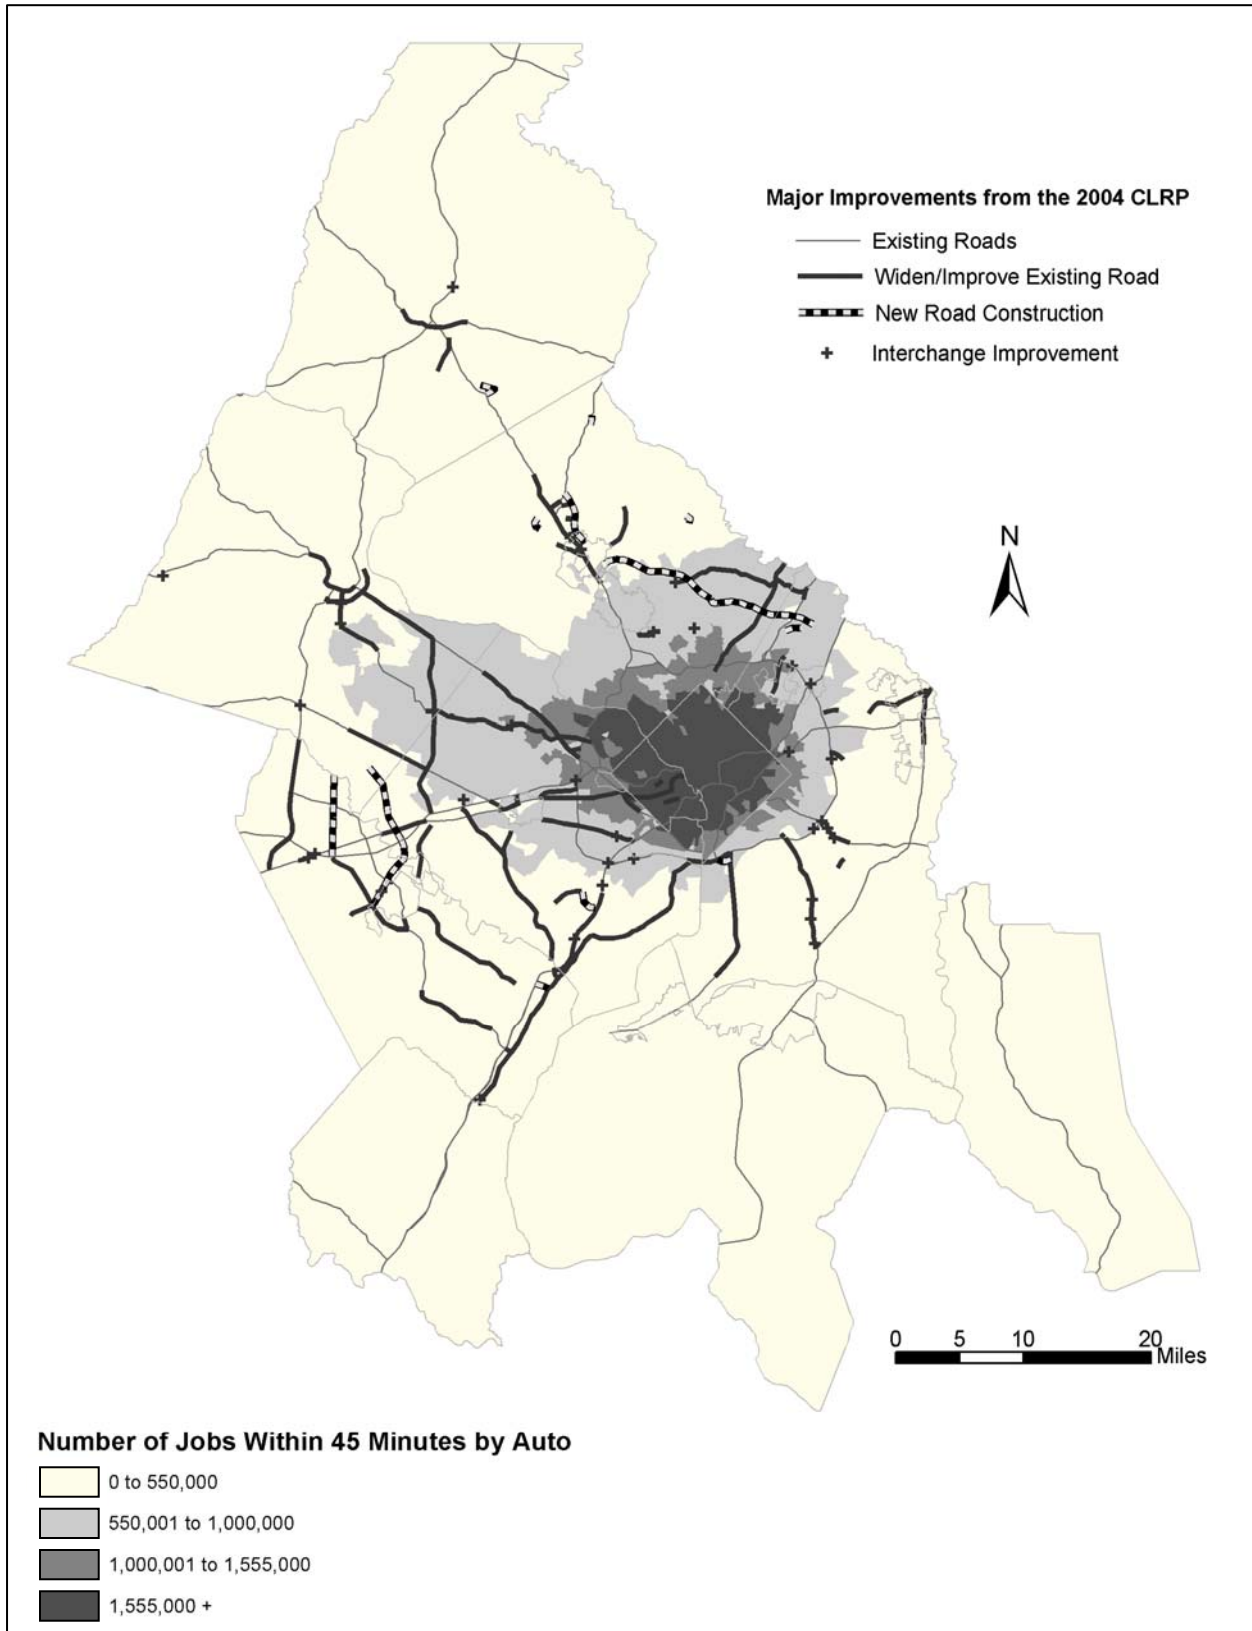 Major Improvements from the 2004 CLRP
Existing Roads
Widen/Improve Existing Road
New Road Construction
Interchange Improvement
N
0 5 10 20
Miles
Number of Jobs Within 45 Minutes by Auto
0 to 550,000
550,001 to 1,000,000
1,000,001 to 1,555,000
1,555,000 +